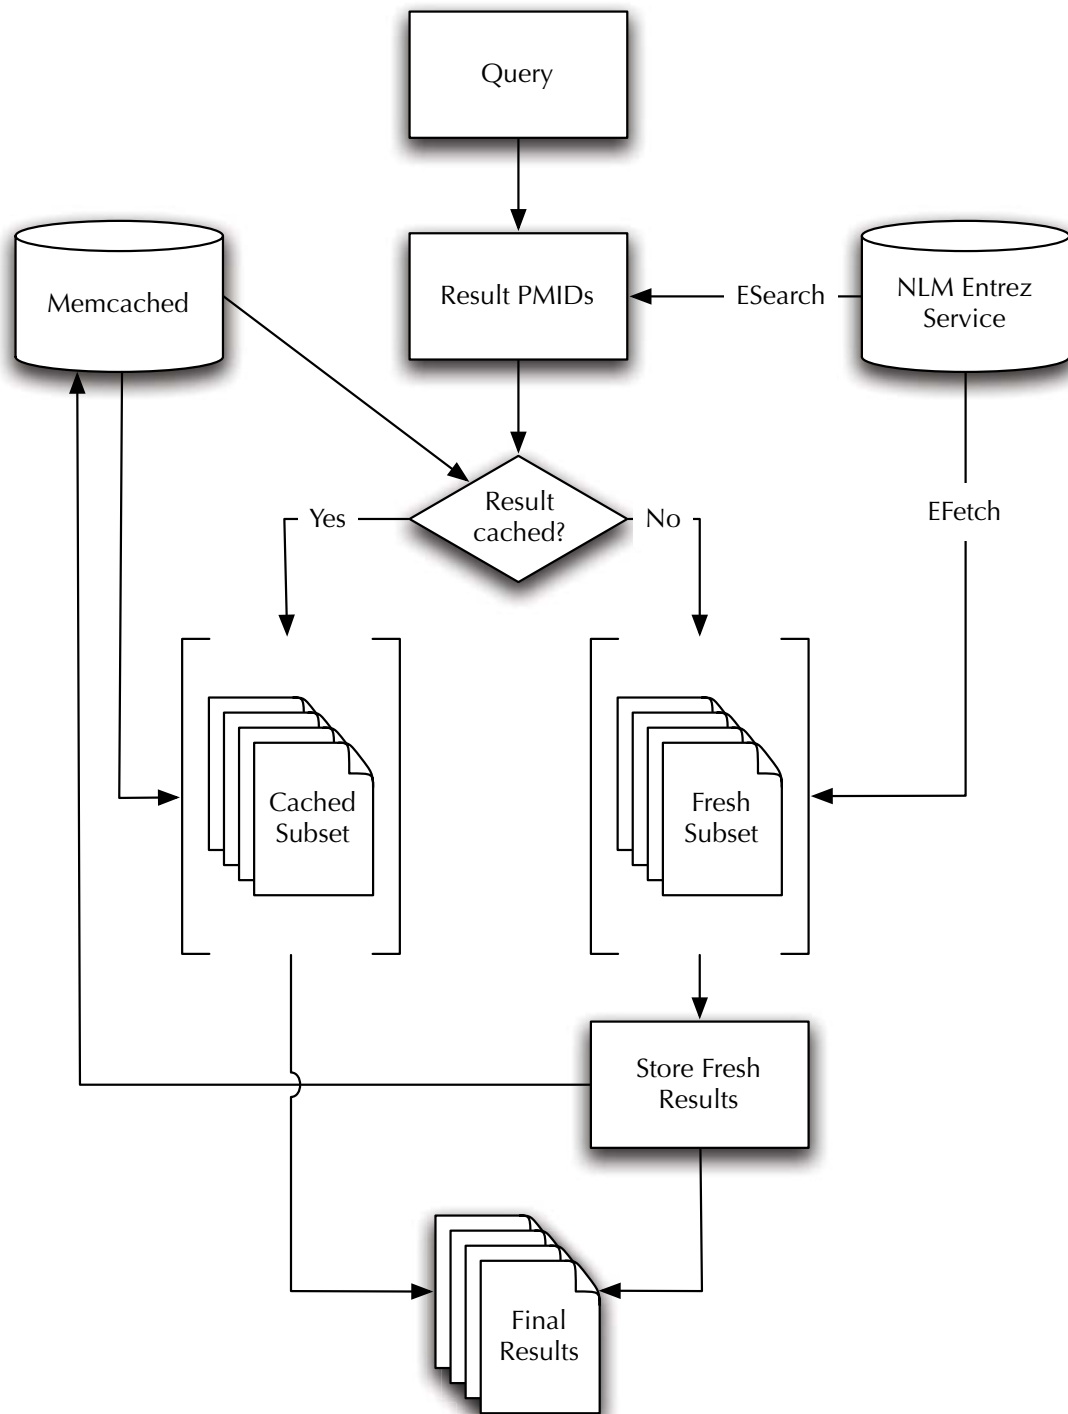 Query
Memcached
Result PMIDs
ESearch
NLM Entrez
Service
Result
cached?
Yes
No
EFetch
Cached
Subset
Fresh
Subset
Store Fresh
Results
Final
Results